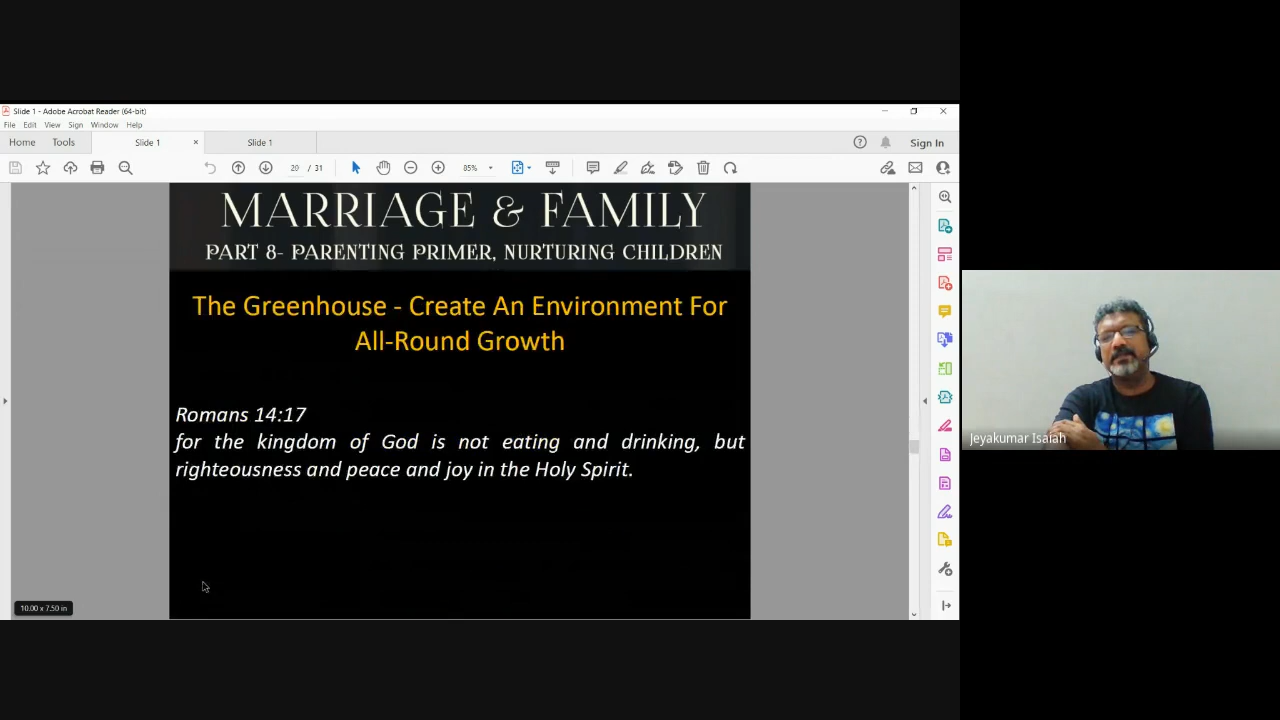 Slide 1 - Adobe Acrobat Reader (64-bit)
File Edit View Sign Window Help
Home Tools Slide 1 × Slide 1 Sign In
20 / 31 85%
MARRIAGE & FAMILY
PART 8- PARENTING PRIMER, NURTURING CHILDREN
The Greenhouse - Create An Environment For
All-Round Growth
Romans 14:17
for the kingdom of God is not eating and drinking, but
righteousness and peace and joy in the Holy Spirit.
Jeyakumar Isaiah
10.00 x 7.50 in